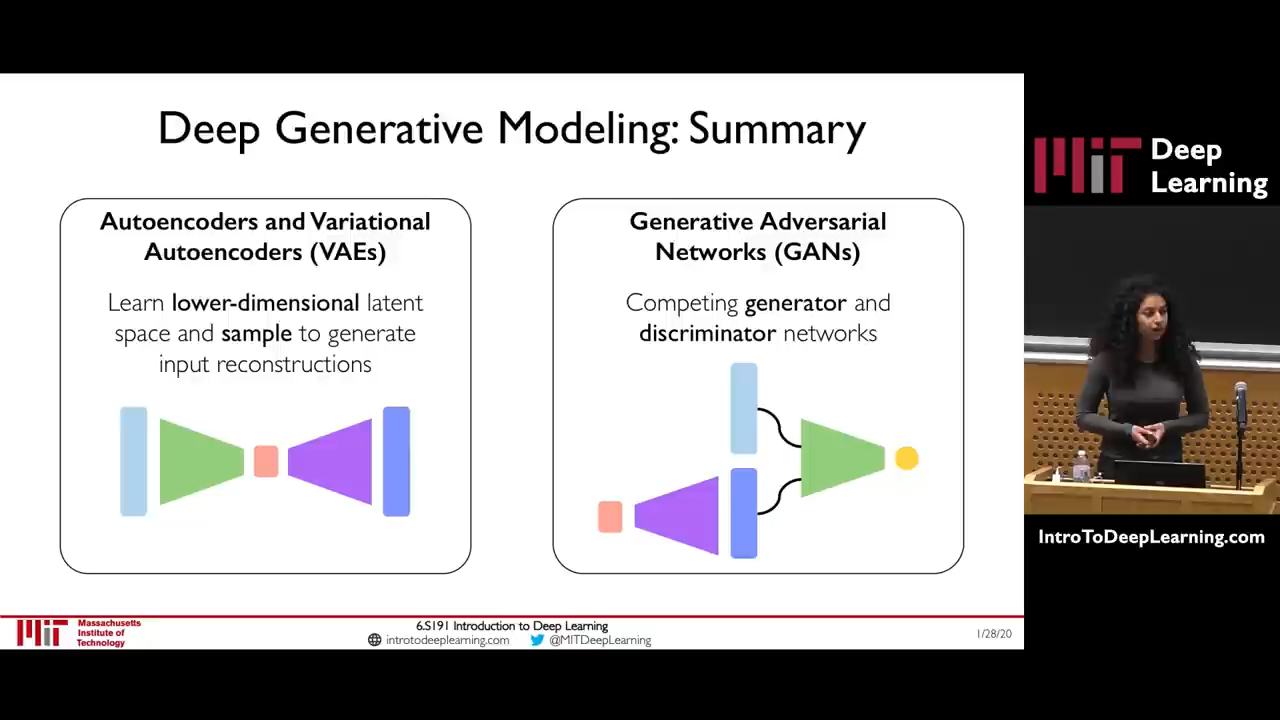 Deep Generative Modeling: Summary
Autoencoders and Variational
Autoencoders (VAEs)
Learn lower-dimensional latent
space and sample to generate
input reconstructions
Generative Adversarial
Networks (GANs)
Competing generator and
discriminator networks
MIT Deep
Learning
IntroToDeepLearning.com
MIT
Massachusetts
Institute of
Technology
6.S191 Introduction to Deep Learning
introtodeeplearning.com @MITDeepLearning
1/28/20